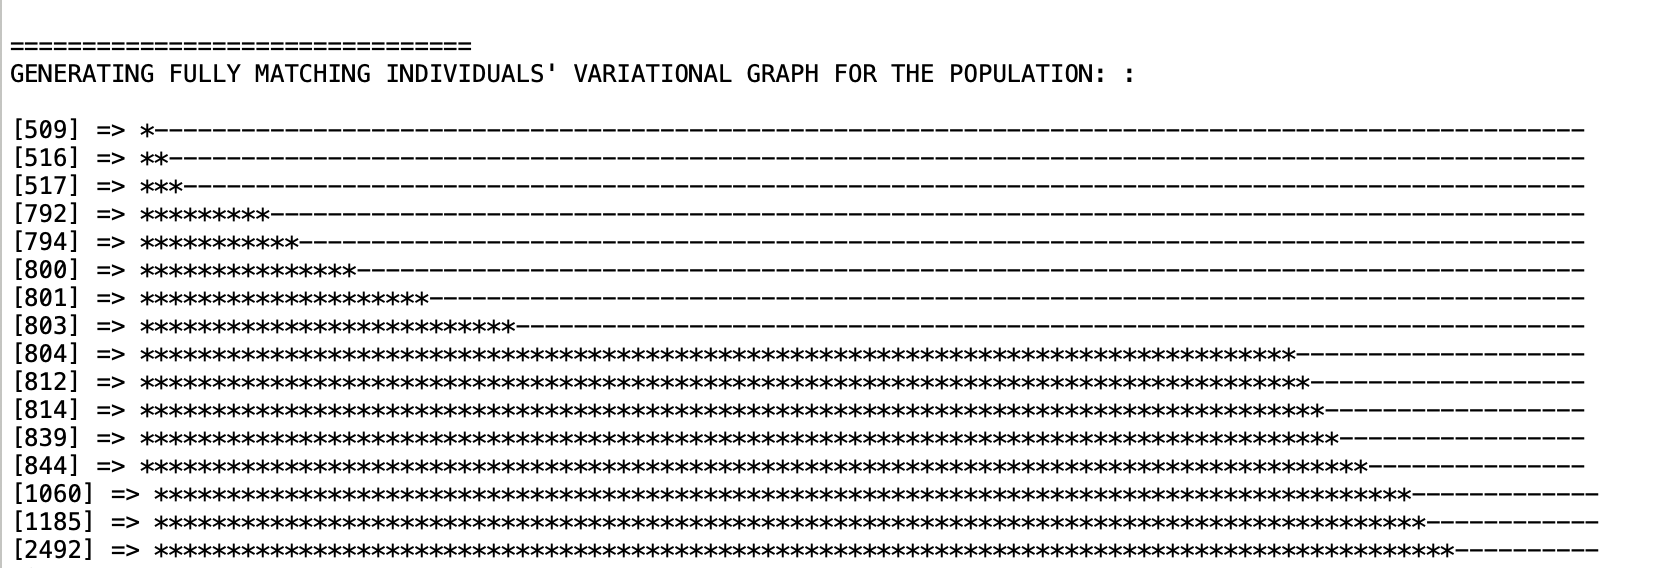 ================================
GENERATING FULLY MATCHING INDIVIDUALS' VARIATIONAL GRAPH FOR THE POPULATION: :
[509] => *---------------------------------------------------------------------------------------------------
[516] => **--------------------------------------------------------------------------------------------------
[517] => ***-------------------------------------------------------------------------------------------------
[792] => *********-------------------------------------------------------------------------------------------
[794] => ***********-----------------------------------------------------------------------------------------
[800] => ***************-------------------------------------------------------------------------------------
[801] => ********************--------------------------------------------------------------------------------
[803] => **************************--------------------------------------------------------------------------
[804] => ********************************************************************************--------------------
[812] => *********************************************************************************-------------------
[814] => **********************************************************************************------------------
[839] => ***********************************************************************************-----------------
[844] => *************************************************************************************---------------
[1060] => ***************************************************************************************-------------
[1185] => ****************************************************************************************------------
[2492] => ******************************************************************************************----------